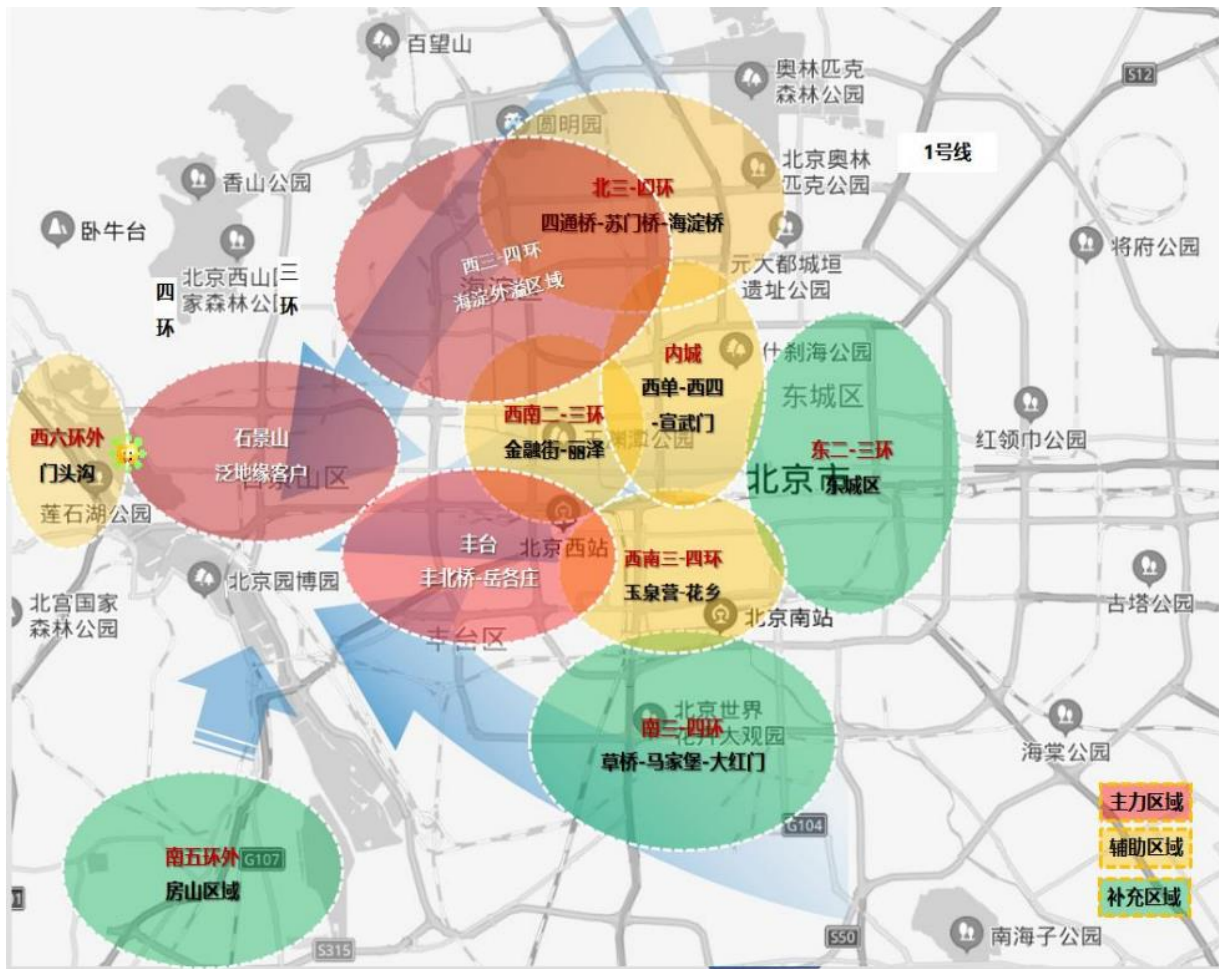 百望山
奥林匹克
森林公园
S12
圆明园
1号线
北京奥林
匹克公园
香山公园
北三-四环
四通桥-苏门桥-海淀桥
卧牛台
将府公园
西三-四环
海淀外溢区域
元大都城垣
遗址公园
北京西山国
家森林公园
三
环
四
环
内城
什刹海公园
西单-西四
-宣武门
东城区
西南二-三环
金融街-丽泽
红领巾公园
石景山
泛地缘客户
石景山区
西六环外
门头沟
东二-三环
东城区
北京市
莲石湖公园
丰台
丰北桥-岳各庄
北京西站
西南三-四环
玉泉营-花乡
北京园博园
北宫国家
森林公园
古塔公园
北京南站
丰台区
北京世界
花卉大观园
南三-四环
草桥-马家堡-大红门
海棠公园
主力区域
G104
辅助区域
南五环外
G107
房山区域
补充区域
S315
S50
南海子公园